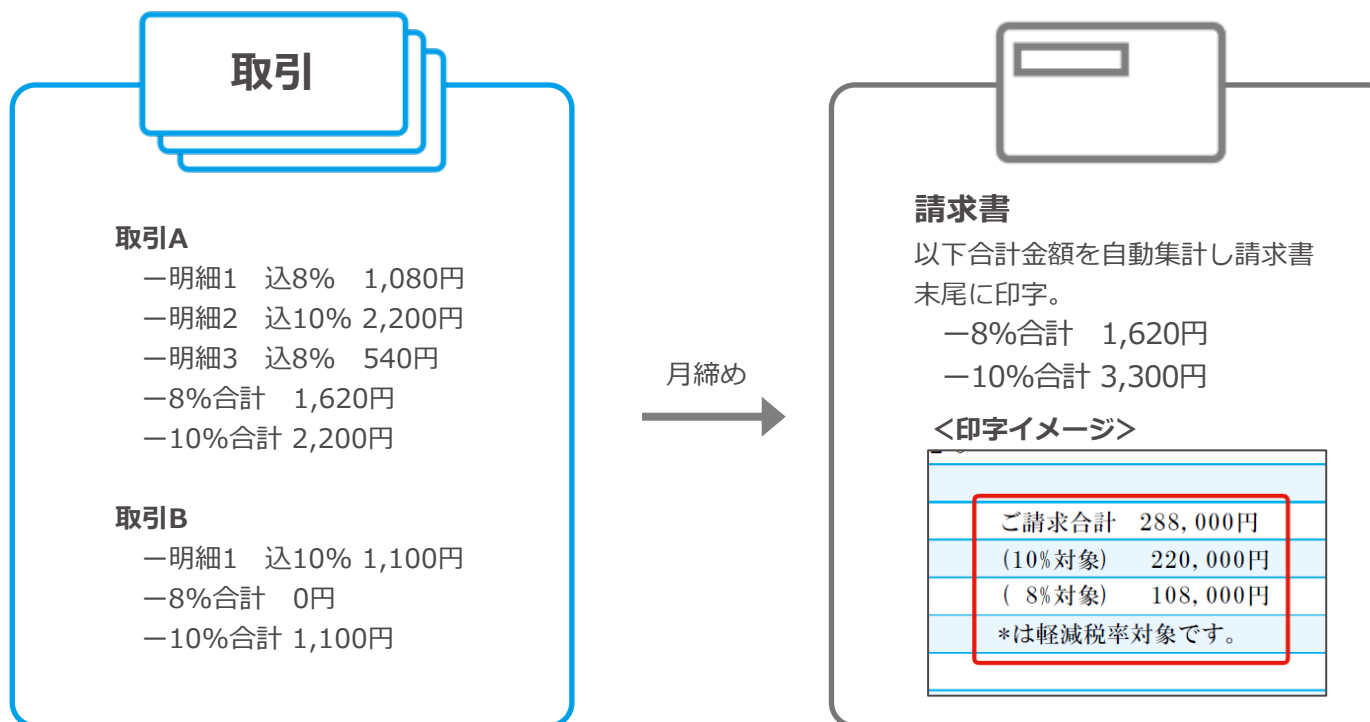 取引
取引A
ー明細1　込8%　1,080円
ー明細2　込10% 2,200円
ー明細3　込8%　540円
ー8%合計　1,620円
ー10%合計 2,200円
取引B
ー明細1　込10% 1,100円
ー8%合計　0円
ー10%合計 1,100円
月締め
請求書
以下合計金額を自動集計し請求書
末尾に印字。
ー8%合計　1,620円
ー10%合計 3,300円
＜印字イメージ＞
ご請求合計　288,000円
(10%対象)　220,000円
( 8%対象)　108,000円
*は軽減税率対象です。